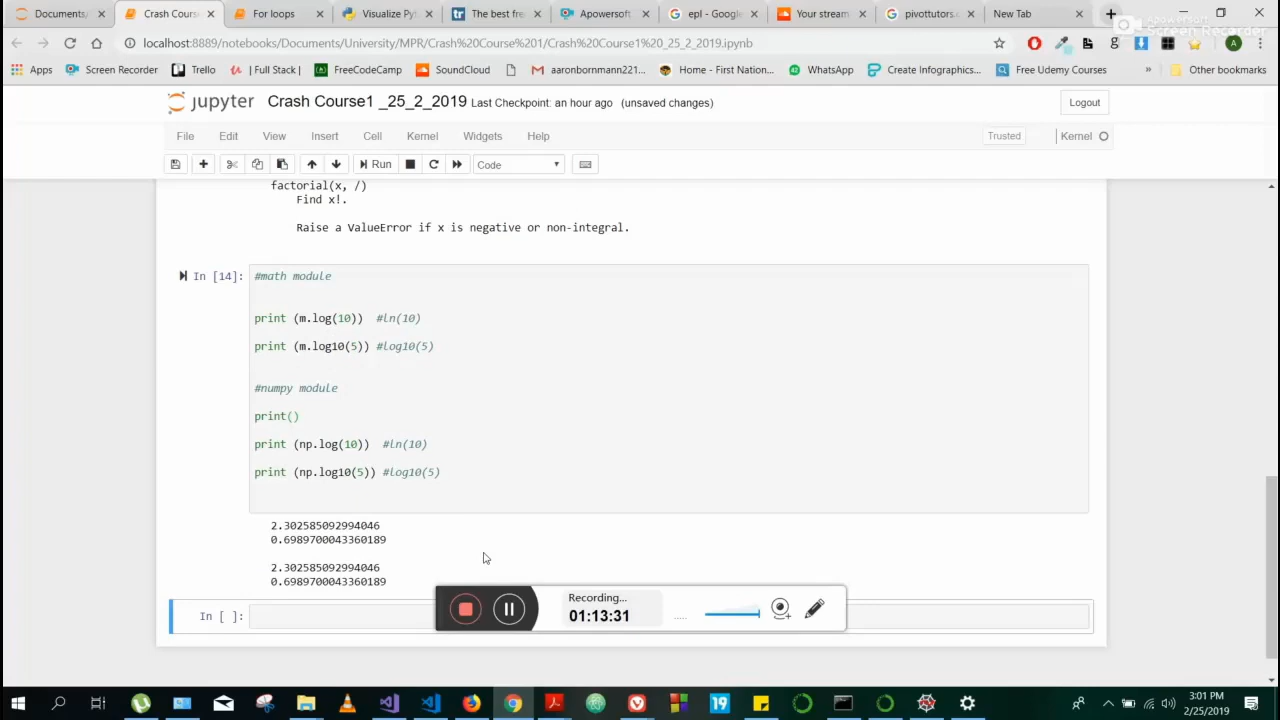 Documents,
Crash Cours
For loops
Visualize Py
The best fre
Apowersoft
epl - Google
Your stream
pivottutors.c
New Tab
Apowersoft
Screen Recorder
localhost:8889/notebooks/Documents/University/MPR/Crash%20Course%201/Crash%20Course1%20_25_2_2019.ipynb
Apps
Screen Recorder
Trello
| Full Stack |
FreeCodeCamp
SoundCloud
aaronbornmann221...
Home - First Nation...
WhatsApp
Create Infographics...
Free Udemy Courses
»
Other bookmarks
jupyter Crash Course1 _25_2_2019 Last Checkpoint: an hour ago (unsaved changes)
Logout
File Edit View Insert Cell Kernel Widgets Help
Trusted
Kernel
Run
Code
factorial(x, /)
Find x!.
Raise a ValueError if x is negative or non-integral.
In [14]: #math module
print (m.log(10)) #ln(10)
print (m.log10(5)) #log10(5)
#numpy module
print()
print (np.log(10)) #ln(10)
print (np.log10(5)) #log10(5)
2.302585092994046
0.6989700043360189
2.302585092994046
0.6989700043360189
In [ ]:
Recording...
01:13:31
.....
19
3:01 PM
2/25/2019